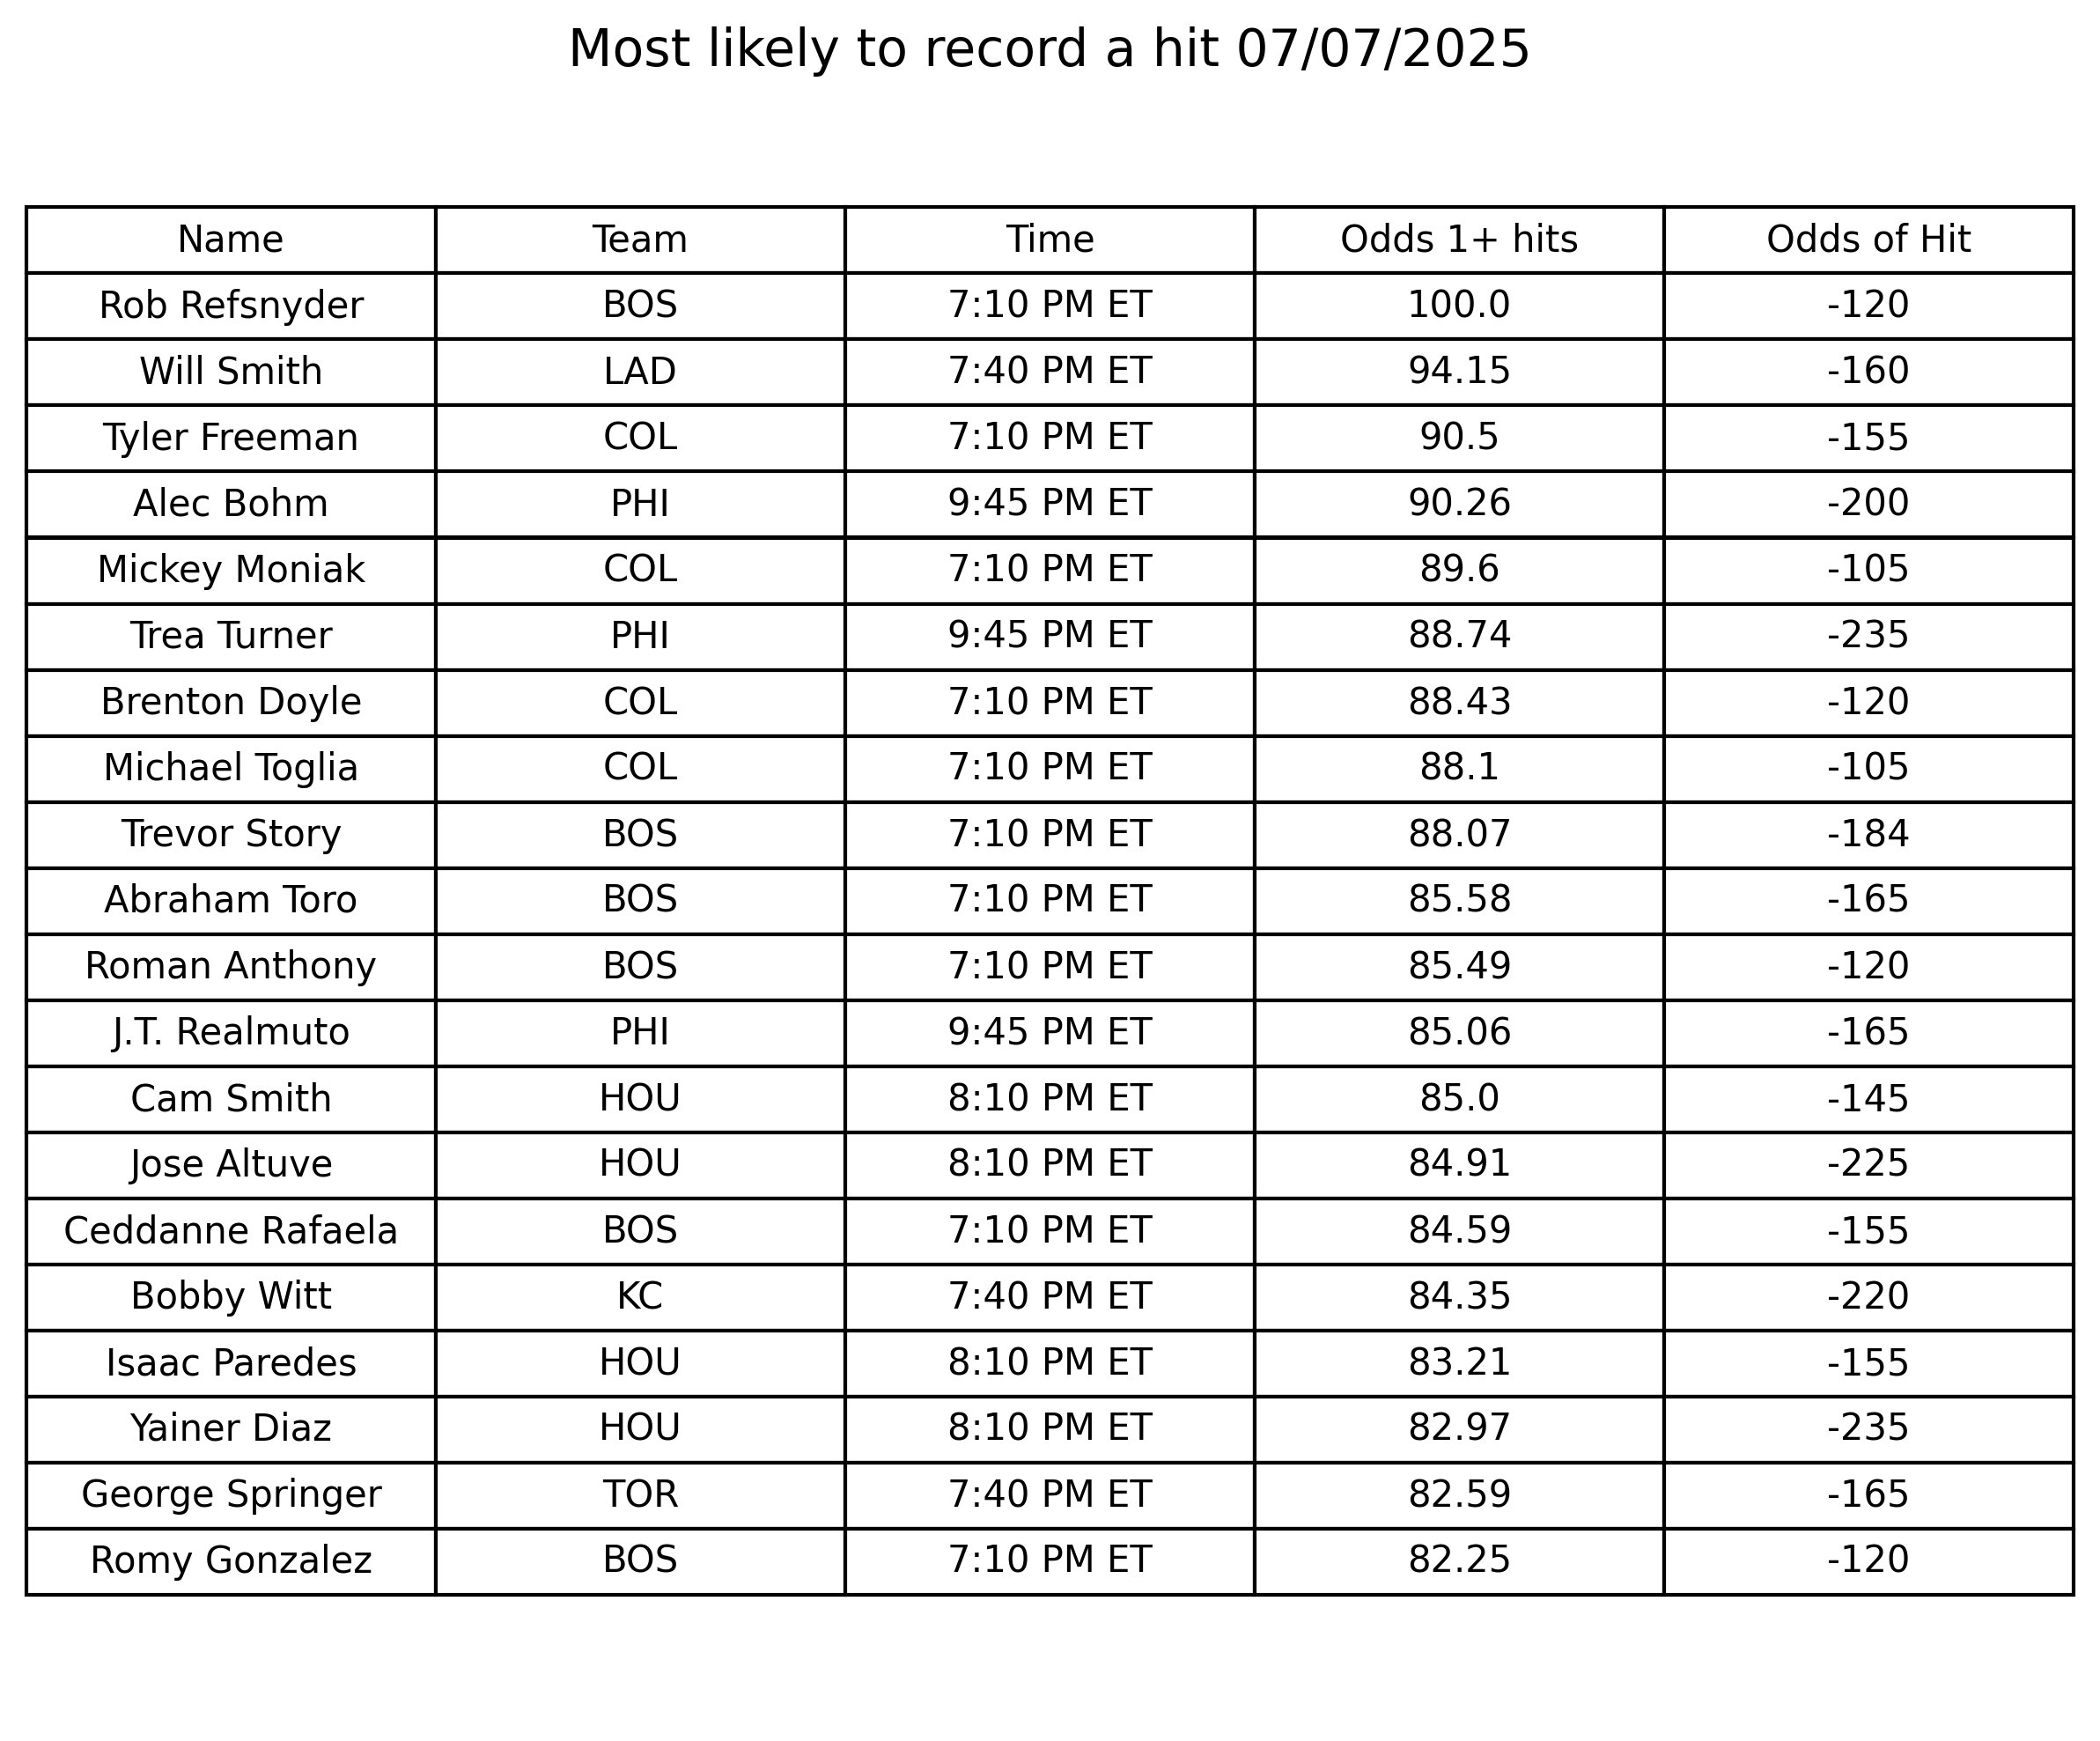 Most likely to record a hit 07/07/2025
Name Team Time Odds 1+ hits Odds of Hit
Rob Refsnyder BOS 7:10 PM ET 100.0 -120
Will Smith LAD 7:40 PM ET 94.15 -160
Tyler Freeman COL 7:10 PM ET 90.5 -155
Alec Bohm PHI 9:45 PM ET 90.26 -200
Mickey Moniak COL 7:10 PM ET 89.6 -105
Trea Turner PHI 9:45 PM ET 88.74 -235
Brenton Doyle COL 7:10 PM ET 88.43 -120
Michael Toglia COL 7:10 PM ET 88.1 -105
Trevor Story BOS 7:10 PM ET 88.07 -184
Abraham Toro BOS 7:10 PM ET 85.58 -165
Roman Anthony BOS 7:10 PM ET 85.49 -120
J.T. Realmuto PHI 9:45 PM ET 85.06 -165
Cam Smith HOU 8:10 PM ET 85.0 -145
Jose Altuve HOU 8:10 PM ET 84.91 -225
Ceddanne Rafaela BOS 7:10 PM ET 84.59 -155
Bobby Witt KC 7:40 PM ET 84.35 -220
Isaac Paredes HOU 8:10 PM ET 83.21 -155
Yainer Diaz HOU 8:10 PM ET 82.97 -235
George Springer TOR 7:40 PM ET 82.59 -165
Romy Gonzalez BOS 7:10 PM ET 82.25 -120